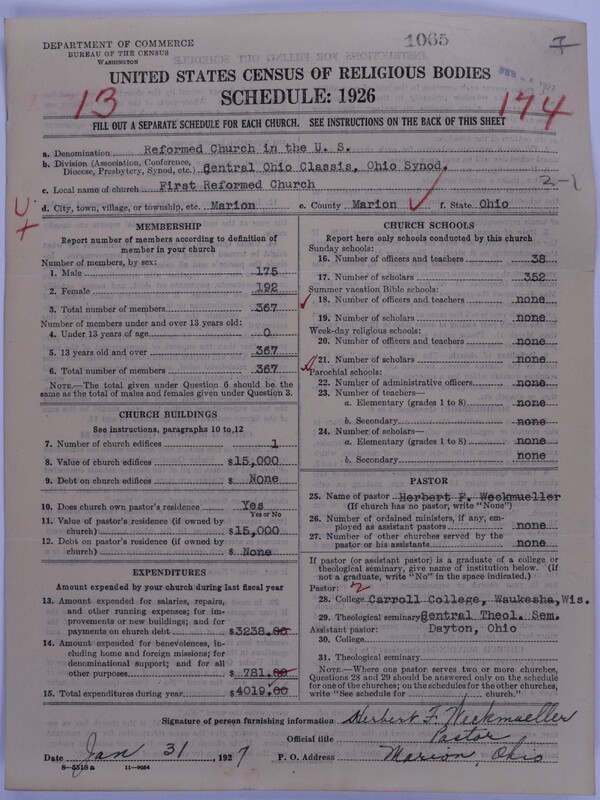 DEPARTMENT OF COMMERCE
BUREAU OF THE CENSUS
WASHINGTON
1065
I
UNITED STATES CENSUS OF RELIGIOUS BODIES
SCHEDULE: 1926
13
174
FILL OUT A SEPARATE SCHEDULE FOR EACH CHURCH. SEE INSTRUCTIONS ON THE BACK OF THIS SHEET
a. Denomination Reformed Church in the U. S.
b. Division (Association, Conference, Diocese, Presbytery, Synod, etc.) Central Ohio Classis, Ohio Synod.
c. Local name of church First Reformed Church
2-1
d. City, town, village, or township, etc. Marion e. County Marion f. State Ohio
U
MEMBERSHIP
Report number of members according to definition of
member in your church
Number of members, by sex:
1. Male 175
2. Female 192
3. Total number of members 367
Number of members under and over 13 years old:
4. Under 13 years of age 0
5. 13 years old and over 367
6. Total number of members 367
NOTE.—The total given under Question 6 should be the
same as the total of males and females given under Question 3.
CHURCH BUILDINGS
See instructions, paragraphs 10 to 12
7. Number of church edifices 1
8. Value of church edifices $15,000
9. Debt on church edifices $ None
10. Does church own pastor's residence? Yes
Yes or No
11. Value of pastor's residence (if owned by
church) $15,000
12. Debt on pastor's residence (if owned by
church) $ None
EXPENDITURES
Amount expended by your church during last fiscal year
13. Amount expended for salaries, repairs,
and other running expenses; for im-
provements or new buildings; and for
payments on church debt $3238.00
14. Amount expended for benevolences, in-
cluding home and foreign missions; for
denominational support; and for all
other purposes $ 781.00
15. Total expenditures during year $4019.00
CHURCH SCHOOLS
Report here only schools conducted by this church
Sunday schools:
16. Number of officers and teachers 38
17. Number of scholars 352
Summer vacation Bible schools:
18. Number of officers and teachers none
19. Number of scholars none
Week-day religious schools:
20. Number of officers and teachers none
21. Number of scholars none
Parochial schools:
22. Number of administrative officers none
23. Number of teachers—
a. Elementary (grades 1 to 8) none
b. Secondary none
24. Number of scholars—
a. Elementary (grades 1 to 8) none
b. Secondary none
PASTOR
25. Name of pastor Herbert F. Weckmueller
(If church has no pastor, write "None")
26. Number of ordained ministers, if any, em-
ployed as assistant pastors none
27. Number of other churches served by the
pastor or his assistants none
If pastor (or assistant pastor) is a graduate of a college or
theological seminary, give name of institution below. (If
not a graduate, write "No" in the space indicated.)
Pastor: 2
28. College Carroll College, Waukesha, Wis.
29. Theological seminary Central Theol. Sem.
Assistant pastor: Dayton, Ohio
30. College
31. Theological seminary
NOTE.—Where one pastor serves two or more churches,
Questions 28 and 29 should be answered only on the schedule
for one of the churches; on the schedules for the other churches,
write "See schedule for church."
Signature of person furnishing information Herbert F. Weckmueller
Official title Pastor
Date Jan 31, 1927 P. O. Address Marion, Ohio
8—5518a 11—9064